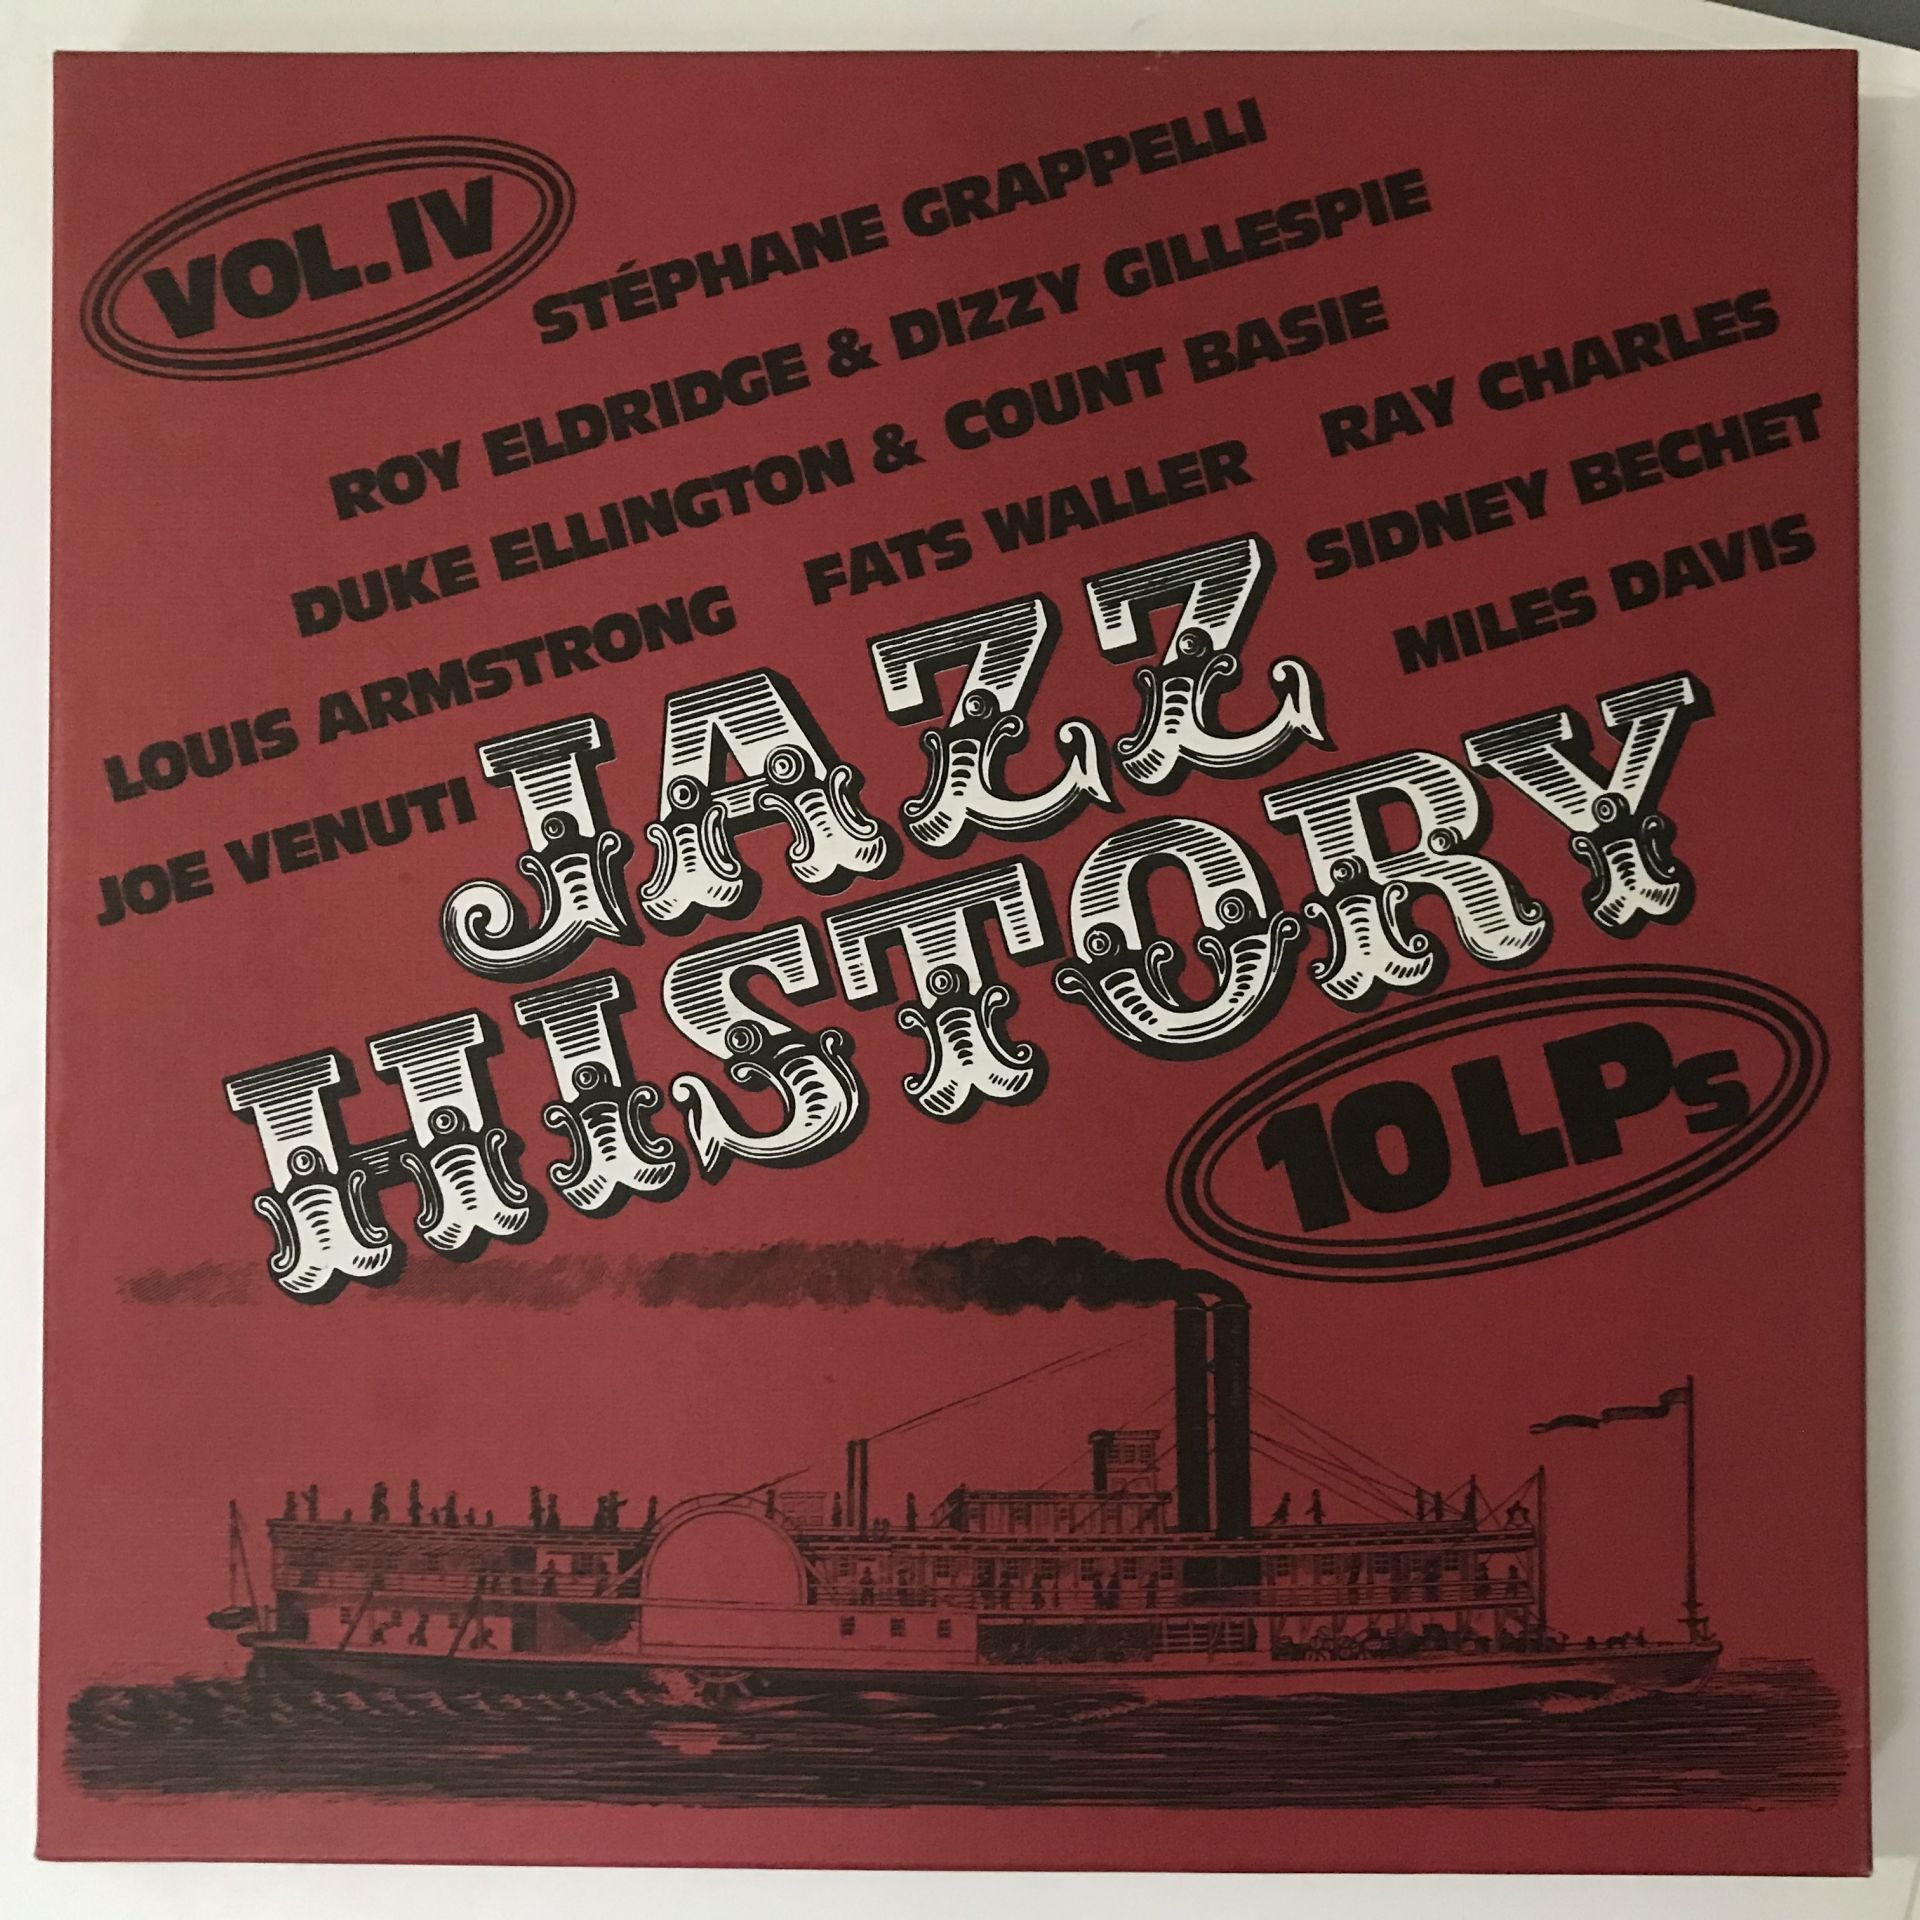 VOL.IV
STÉPHANE GRAPPELLI
ROY ELDRIDGE & DIZZY GILLESPIE
DUKE ELLINGTON & COUNT BASIE
LOUIS ARMSTRONG FATS WALLER RAY CHARLES
JOE VENUTI JAZZ SIDNEY BECHET
MILES DAVIS
HISTORY
10 LPs